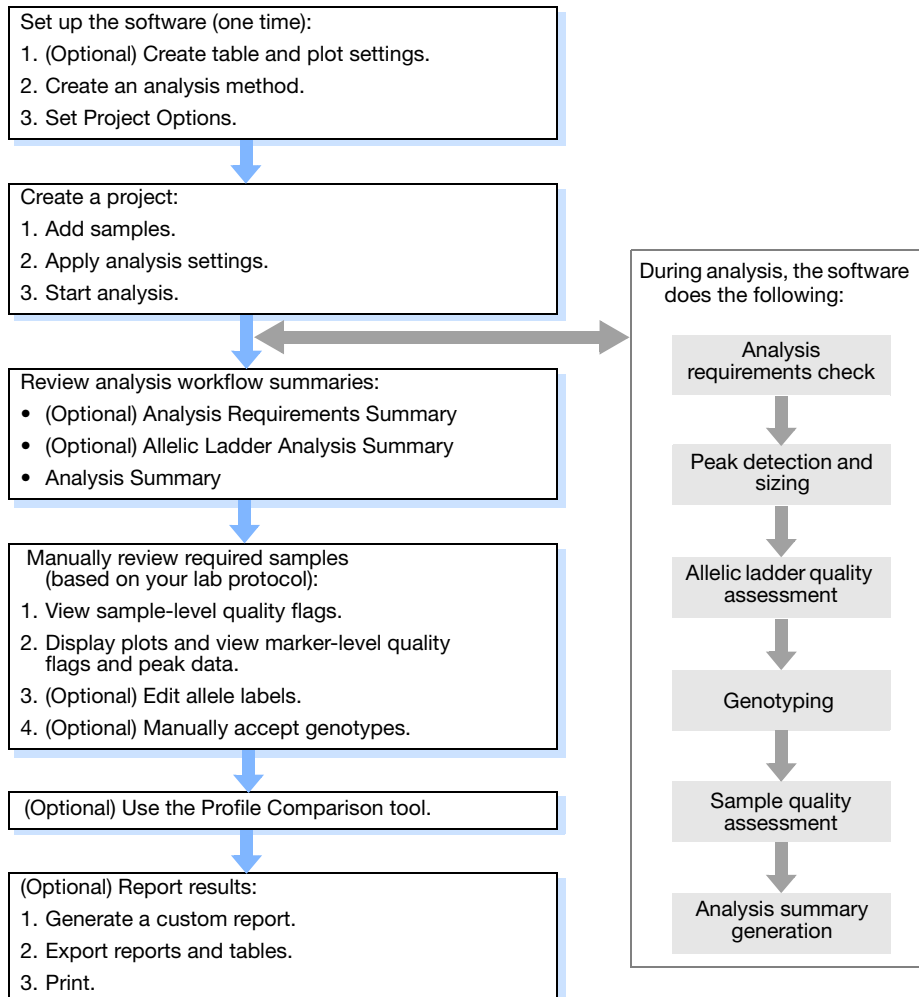 Set up the software (one time):
1. (Optional) Create table and plot settings.
2. Create an analysis method.
3. Set Project Options.
Create a project:
1. Add samples.
2. Apply analysis settings.
3. Start analysis.
Review analysis workflow summaries:
• (Optional) Analysis Requirements Summary
• (Optional) Allelic Ladder Analysis Summary
• Analysis Summary
Manually review required samples
(based on your lab protocol):
1. View sample-level quality flags.
2. Display plots and view marker-level quality
flags and peak data.
3. (Optional) Edit allele labels.
4. (Optional) Manually accept genotypes.
(Optional) Use the Profile Comparison tool.
(Optional) Report results:
1. Generate a custom report.
2. Export reports and tables.
3. Print.
During analysis, the software
does the following:
Analysis
requirements check
Peak detection and
sizing
Allelic ladder quality
assessment
Genotyping
Sample quality
assessment
Analysis summary
generation